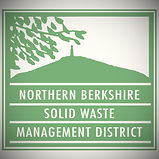 NORTHERN BERKSHIRE
SOLID WASTE
MANAGEMENT DISTRICT